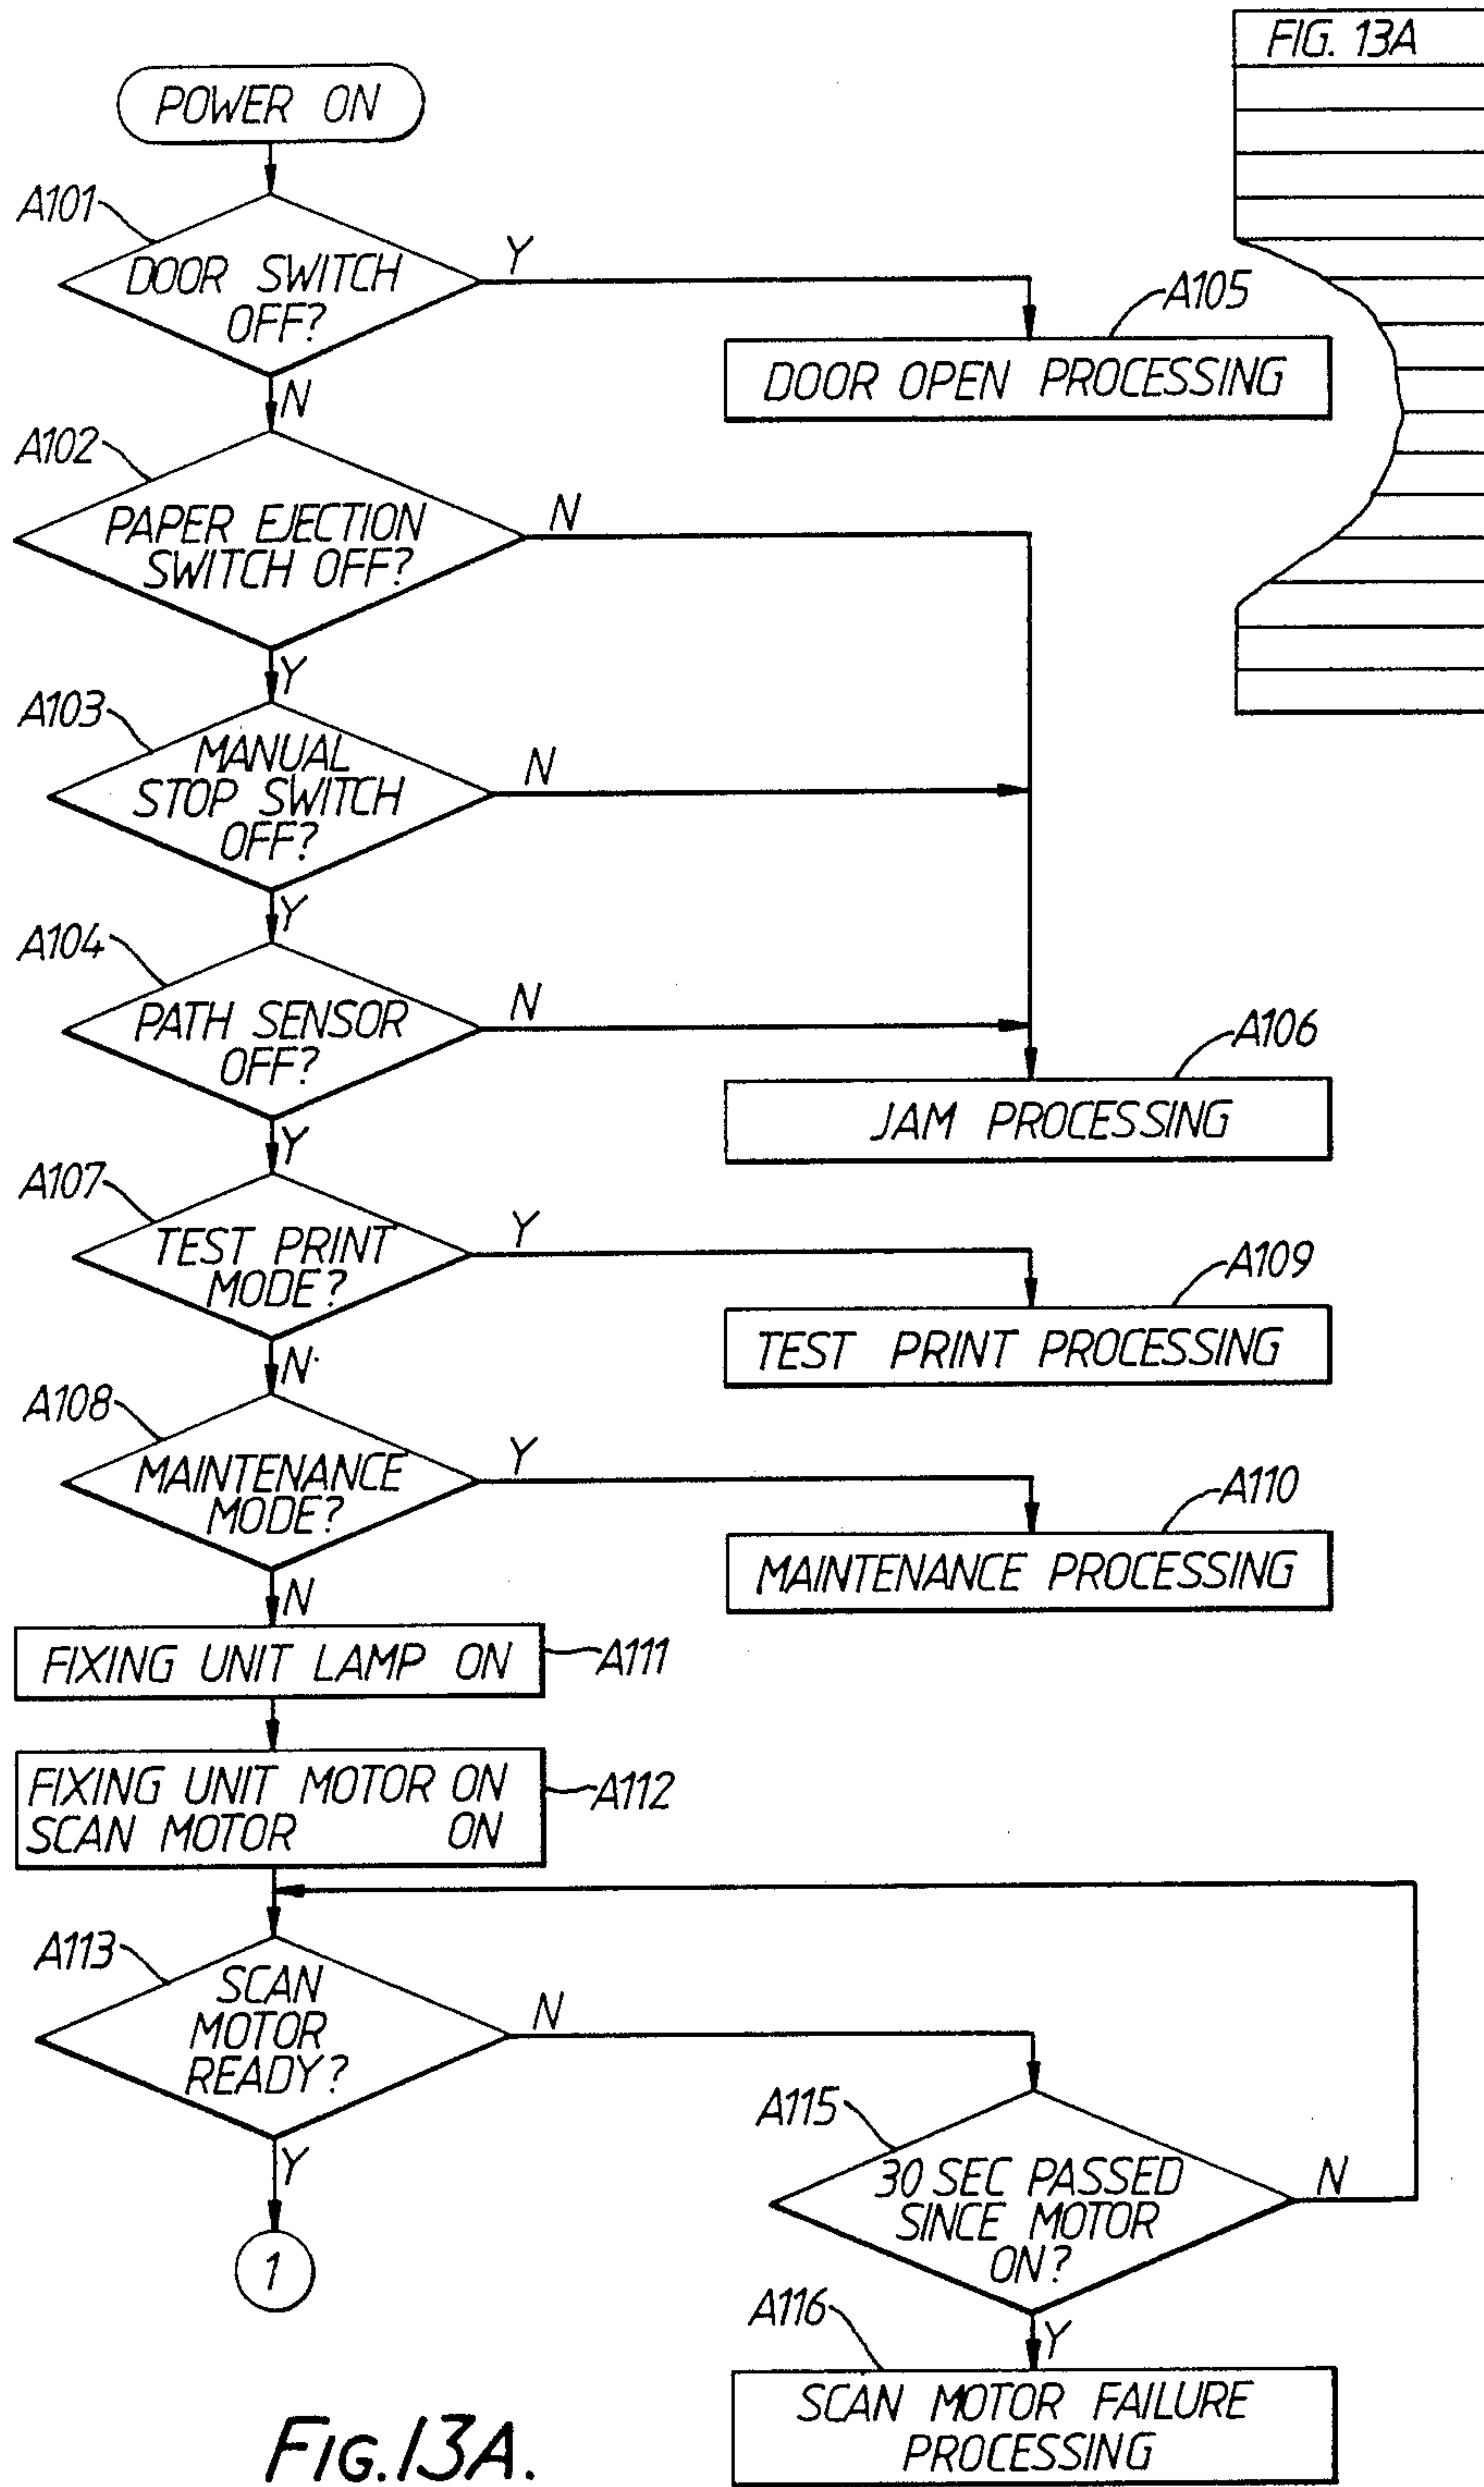 FIG. 13A
POWER ON
A101
DOOR SWITCH
OFF?
Y
N
A105
DOOR OPEN PROCESSING
A102
PAPER EJECTION
SWITCH OFF?
N
Y
A103
MANUAL
STOP SWITCH
OFF?
N
Y
A104
PATH SENSOR
OFF?
N
Y
A106
JAM PROCESSING
A107
TEST PRINT
MODE?
Y
N
A109
TEST PRINT PROCESSING
A108
MAINTENANCE
MODE?
Y
N
A110
MAINTENANCE PROCESSING
FIXING UNIT LAMP ON
A111
FIXING UNIT MOTOR ON
SCAN MOTOR ON
A112
A113
SCAN
MOTOR
READY?
N
Y
1
A115
30 SEC PASSED
SINCE MOTOR
ON?
N
Y
A116
SCAN MOTOR FAILURE
PROCESSING
FIG.13A.